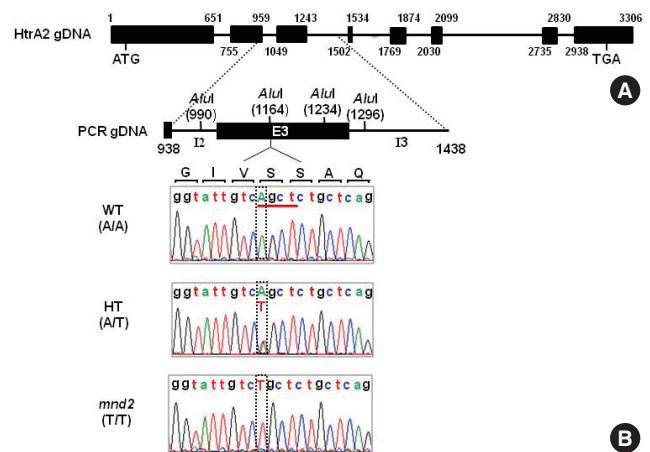 1 651 959 1243 1534 1874 2099 2830 3306
HtrA2 gDNA
755 1049 1502 1769 2030 2735 2938
ATG TGA
A
AluI (990) AluI (1164) AluI (1234) AluI (1296)
PCR gDNA
E3
938 I2 I3 1438
G I V S S A Q
WT (A/A)
ggtattgtcAgctctgctcag
HT (A/T)
ggtattgtcAgctctgctcag
T
mnd2 (T/T)
ggtattgtcTgctctgctcag
B